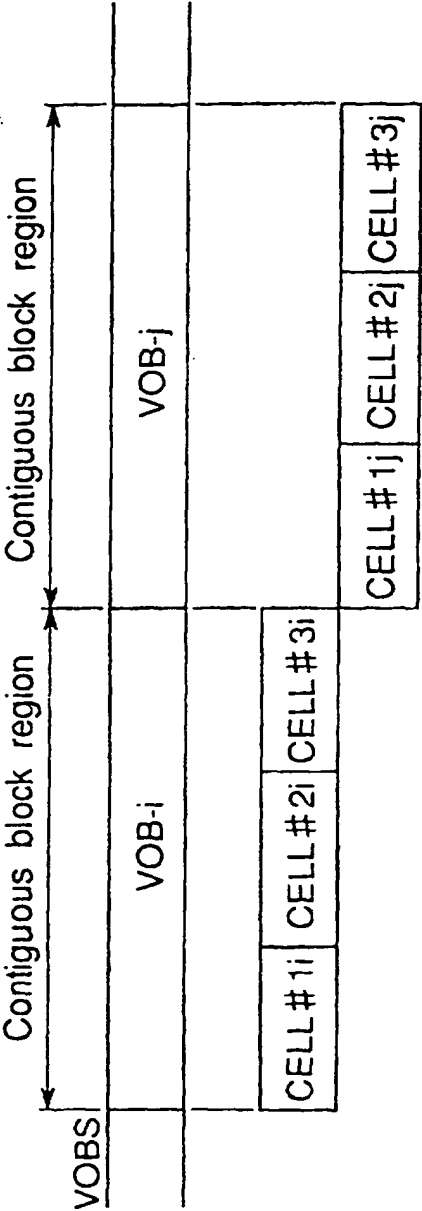 Contiguous block region
Contiguous block region
VOBS
VOB-i
VOB-j
CELL#1i
CELL#2i
CELL#3i
CELL#1j
CELL#2j
CELL#3j